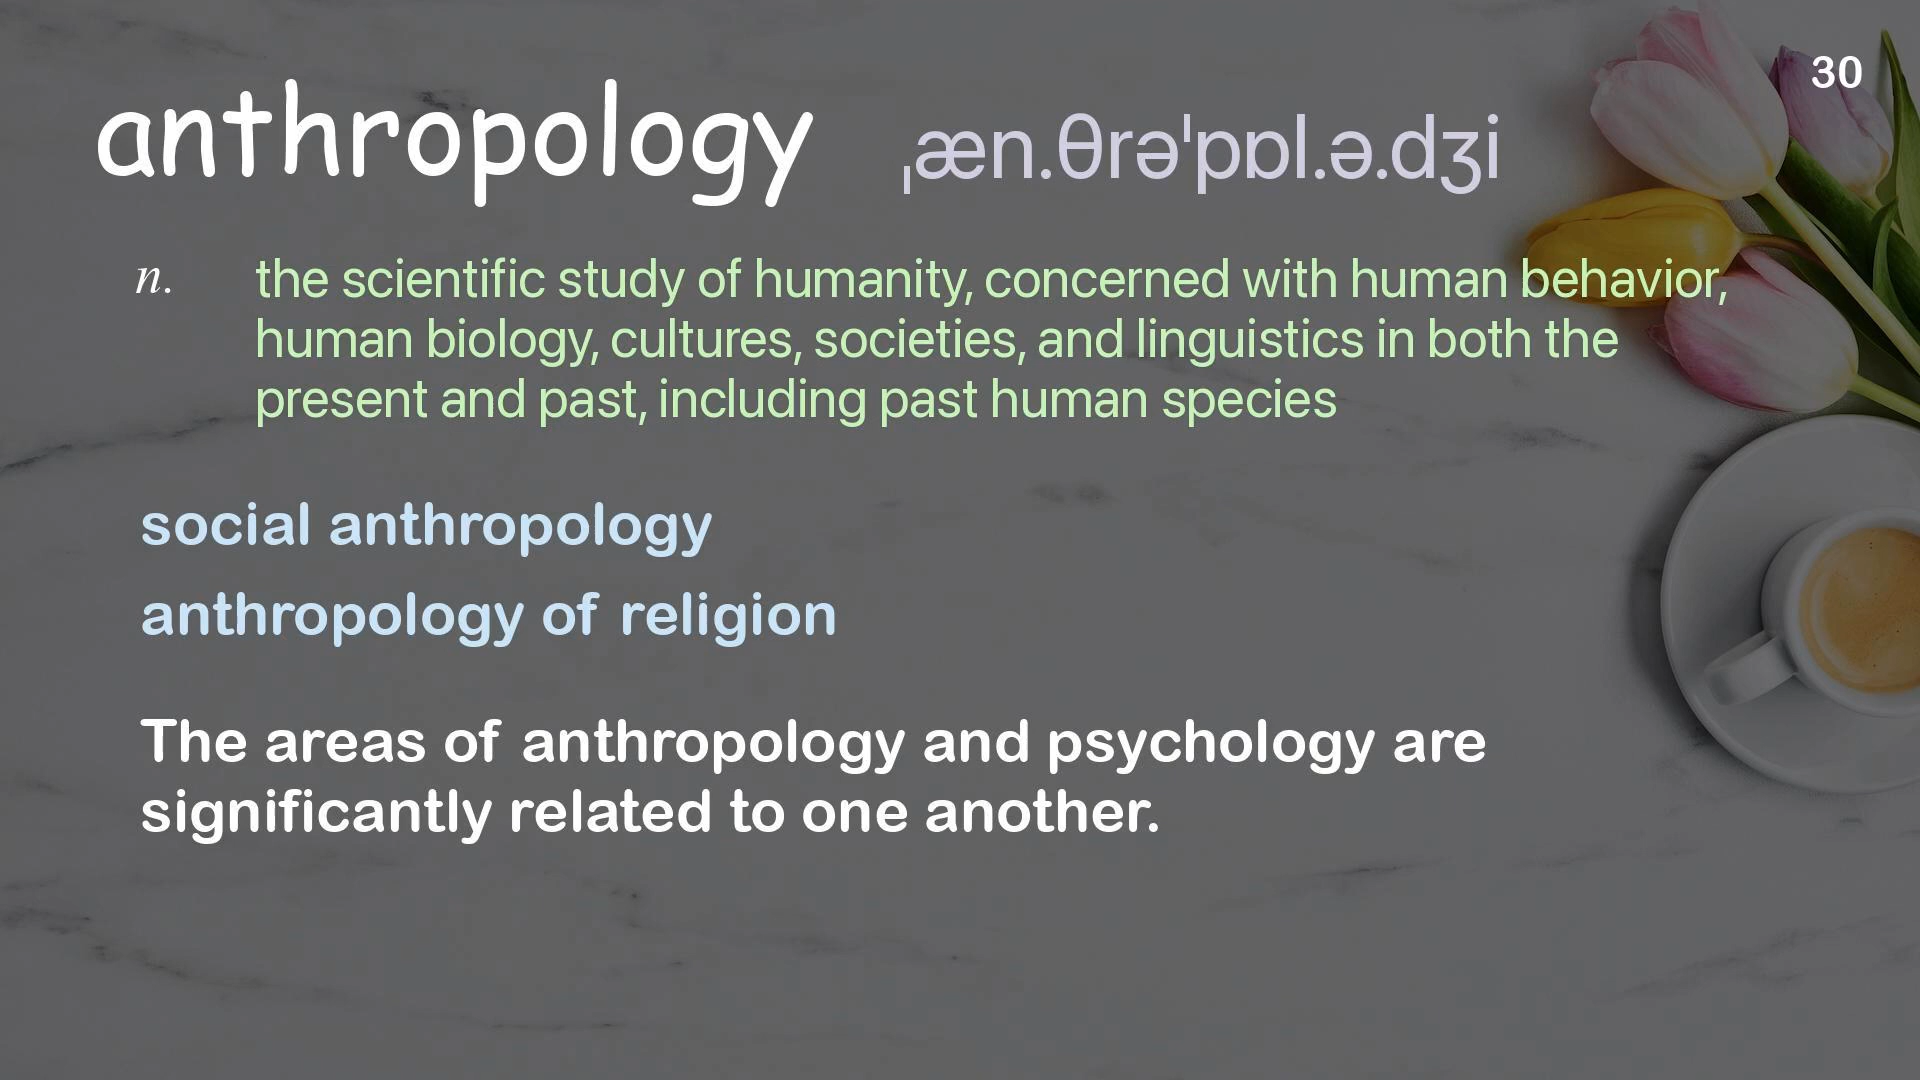 30
anthropology ˌæn.θrəˈpɒl.ə.dʒi
n. the scientific study of humanity, concerned with human behavior,
human biology, cultures, societies, and linguistics in both the
present and past, including past human species
social anthropology
anthropology of religion
The areas of anthropology and psychology are
significantly related to one another.